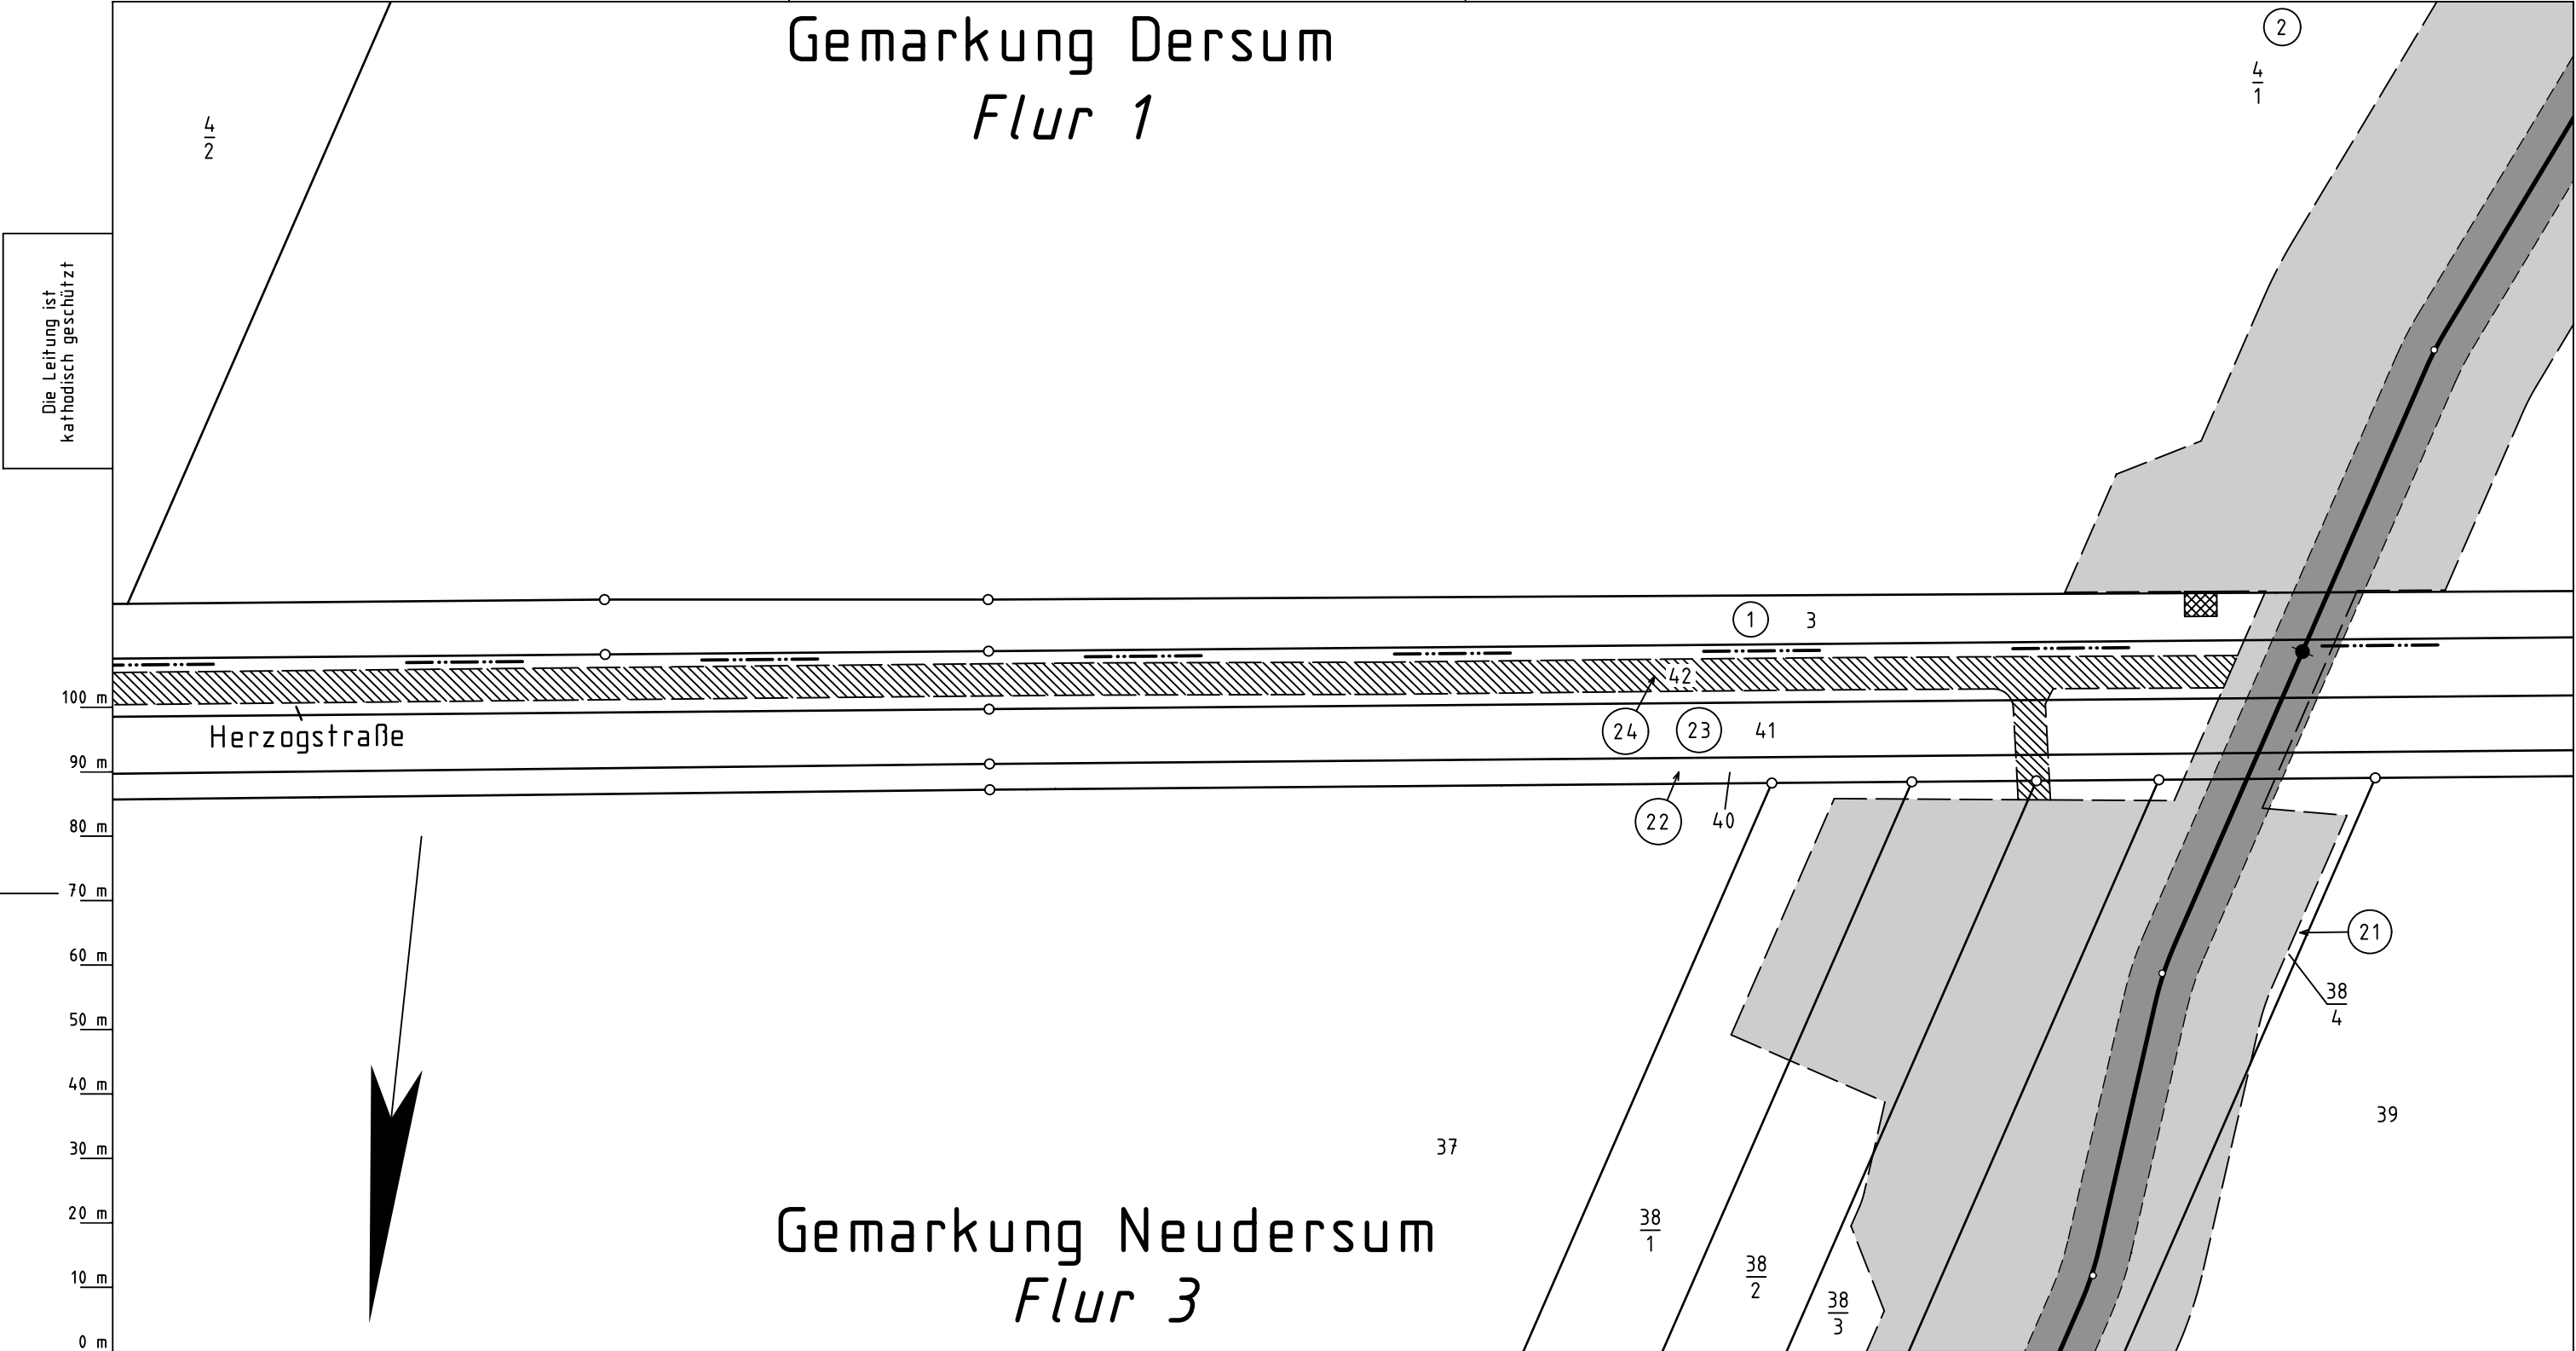 Gemarkung Dersum
Flur 1
2
4
1
4
2
Die Leitung ist
kathodisch geschützt
1
3
42
100 m
Herzogstraße
24
23
41
90 m
22
40
80 m
70 m
21
60 m
38
4
50 m
40 m
39
37
30 m
Gemarkung Neudersum
Flur 3
38
1
20 m
38
2
10 m
38
3
0 m